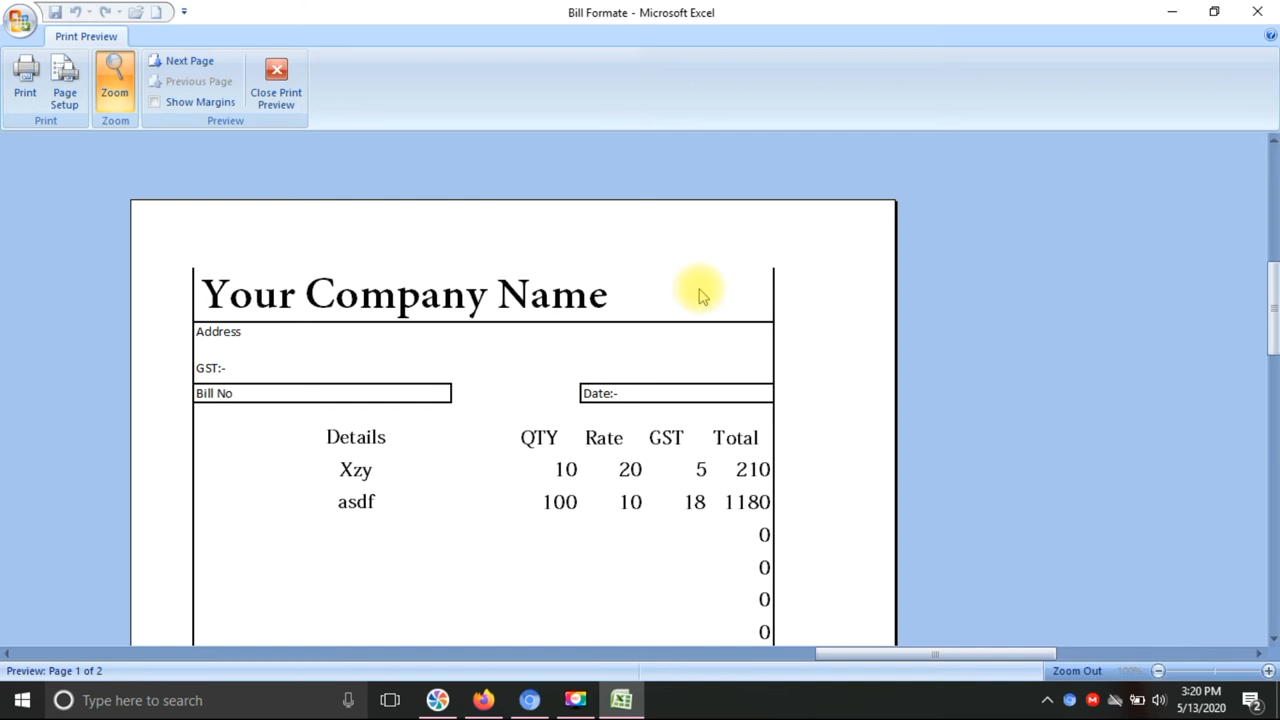 Bill Formate - Microsoft Excel
Print Preview
Print
Page Setup
Zoom
Next Page
Previous Page
Show Margins
Close Print Preview
Print
Zoom
Preview
Your Company Name
Address
GST:-
Bill No
Date:-
Details QTY Rate GST Total
Xzy 10 20 5 210
asdf 100 10 18 1180
0
0
0
0
Preview: Page 1 of 2
Zoom Out 100%
Type here to search
3:20 PM
5/13/2020
2